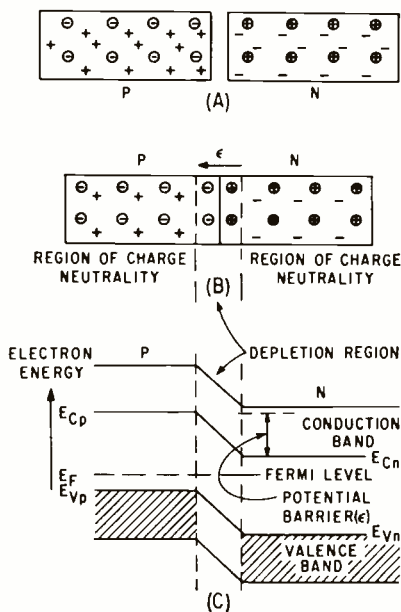 P
N
(A)
P
ϵ
N
REGION OF CHARGE NEUTRALITY
REGION OF CHARGE NEUTRALITY
(B)
ELECTRON ENERGY
P
DEPLETION REGION
N
E_Cp
CONDUCTION BAND
E_Cn
E_F
FERMI LEVEL
E_Vp
POTENTIAL BARRIER(ϵ)
E_Vn
VALENCE BAND
(C)